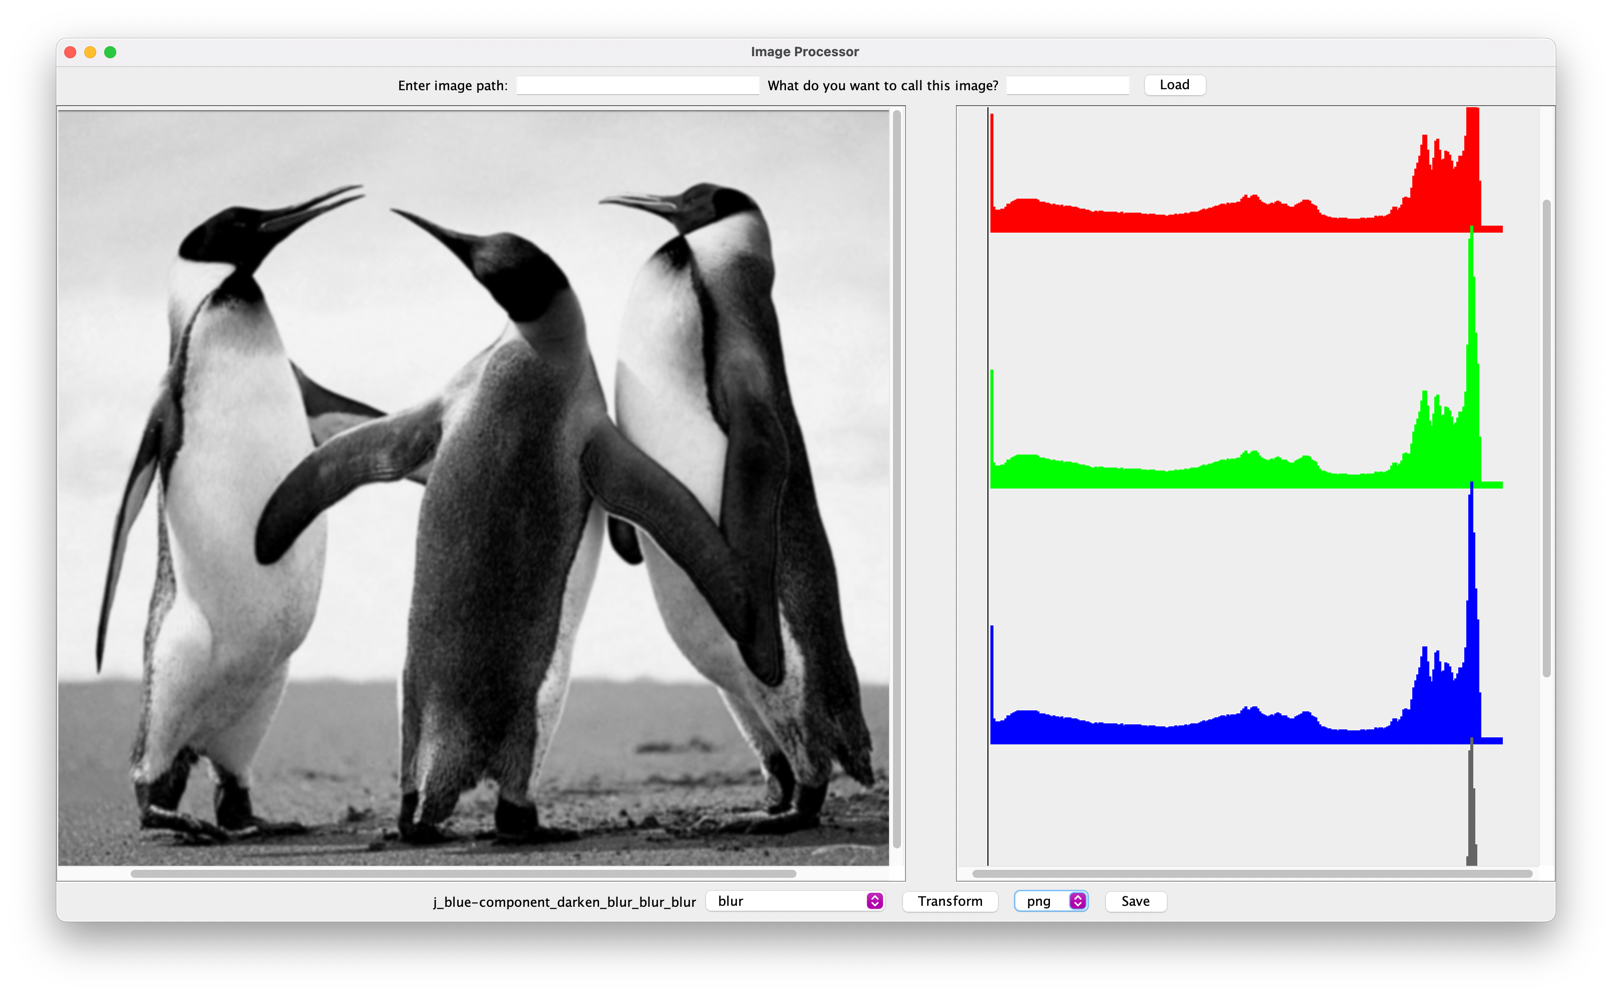 Image Processor
Enter image path: What do you want to call this image? Load
j_blue-component_darken_blur_blur_blur blur Transform png Save